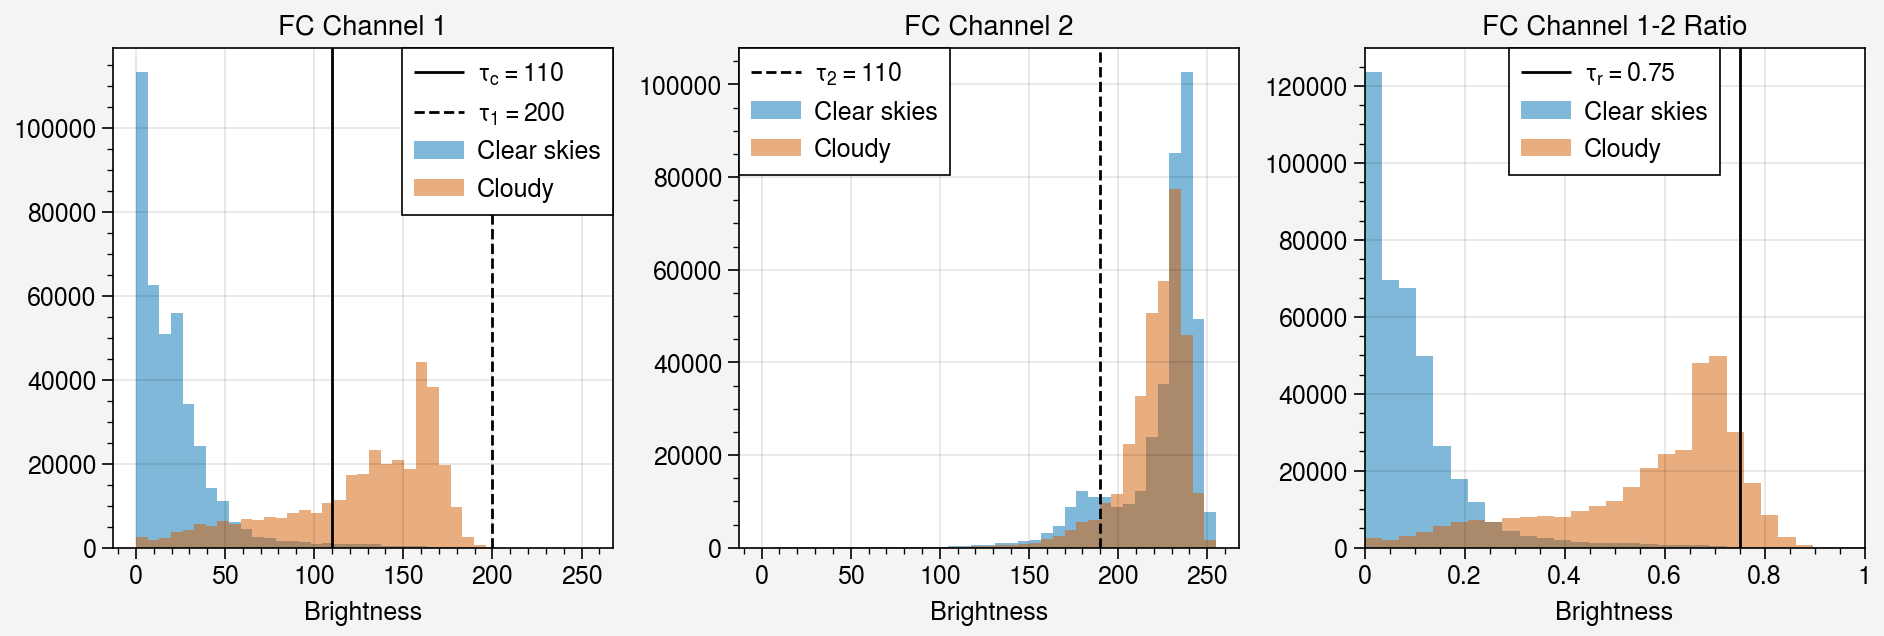 FC Channel 1
τc = 110
τ1 = 200
Clear skies
Cloudy
100000
80000
60000
40000
20000
0
0 50 100 150 200 250
Brightness
FC Channel 2
τ2 = 110
Clear skies
Cloudy
100000
80000
60000
40000
20000
0
0 50 100 150 200 250
Brightness
FC Channel 1-2 Ratio
τr = 0.75
Clear skies
Cloudy
120000
100000
80000
60000
40000
20000
0
0 0.2 0.4 0.6 0.8 1
Brightness